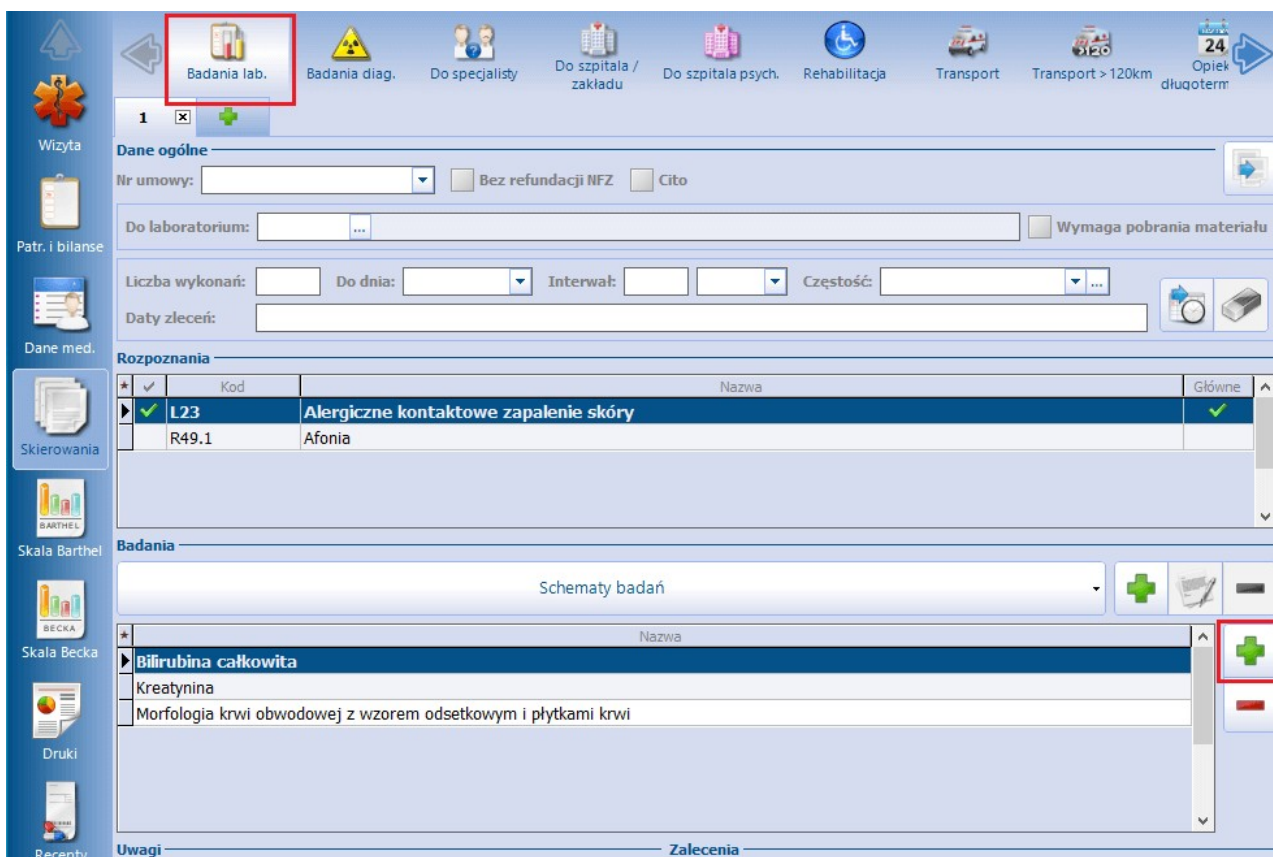 Badania lab.
Badania diag.
Do specjalisty
Do szpitala /
zakładu
Do szpitala psych.
Rehabilitacja
Transport
>120
Transport > 120km
24
Opiek
długoterm
1
Wizyta
Dane ogólne
Nr umowy:
Bez refundacji NFZ
Cito
Patr. i bilanse
Do laboratorium:
...
Wymaga pobrania materiału
Liczba wykonań:
Do dnia:
Interwał:
Częstość:
...
Daty zleceń:
Dane med.
Rozpoznania
Kod
Nazwa
Główne
L23
Alergiczne kontaktowe zapalenie skóry
R49.1
Afonia
Skierowania
BARTHEL
Skala Barthel
Badania
Schematy badań
BECKA
Skala Becka
Nazwa
Bilirubina całkowita
Kreatynina
Morfologia krwi obwodowej z wzorem odsetkowym i płytkami krwi
Druki
Recepty
Uwagi
Zalecenia